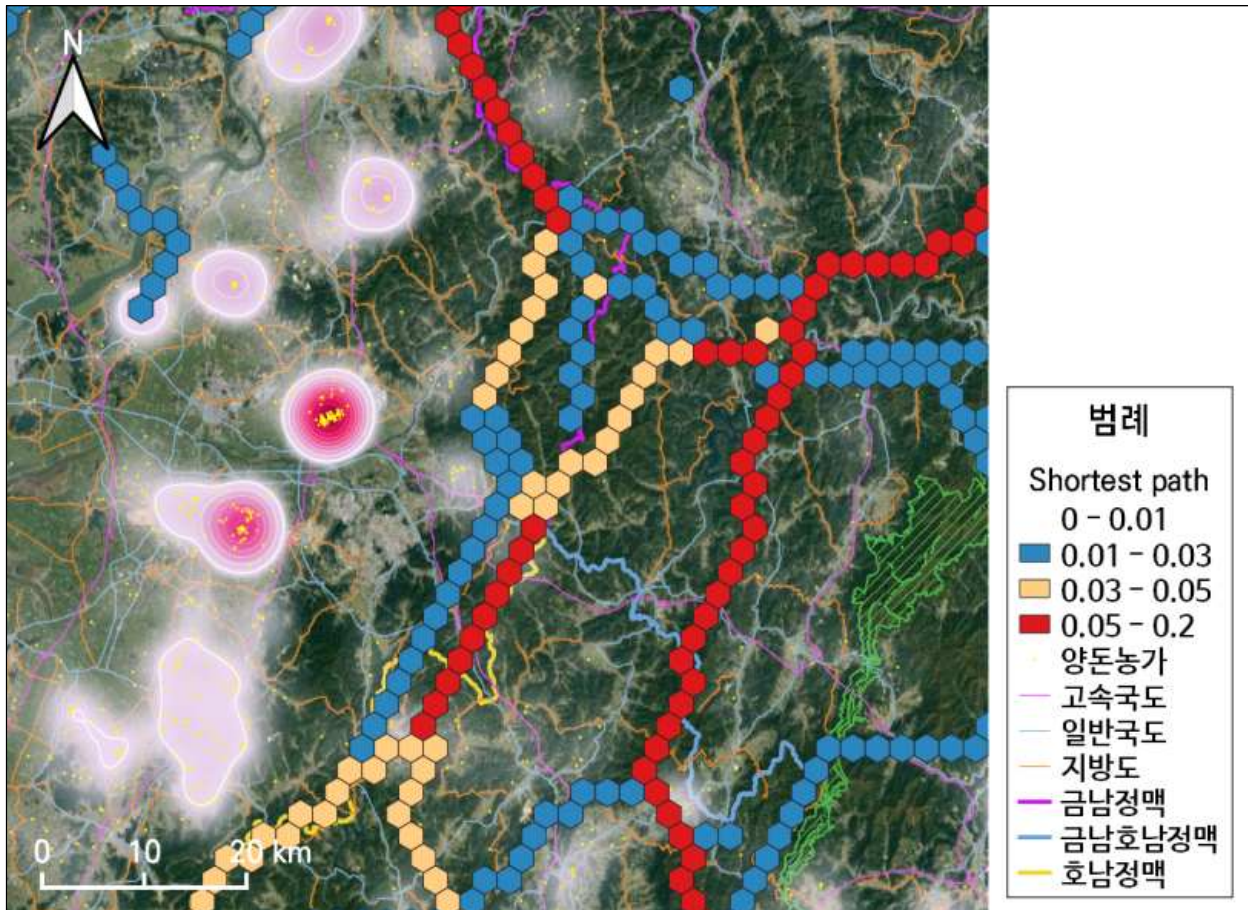 N
0 10 20 km
범례
Shortest path
0 - 0.01
0.01 - 0.03
0.03 - 0.05
0.05 - 0.2
양돈농가
고속국도
일반국도
지방도
금남정맥
금남호남정맥
호남정맥